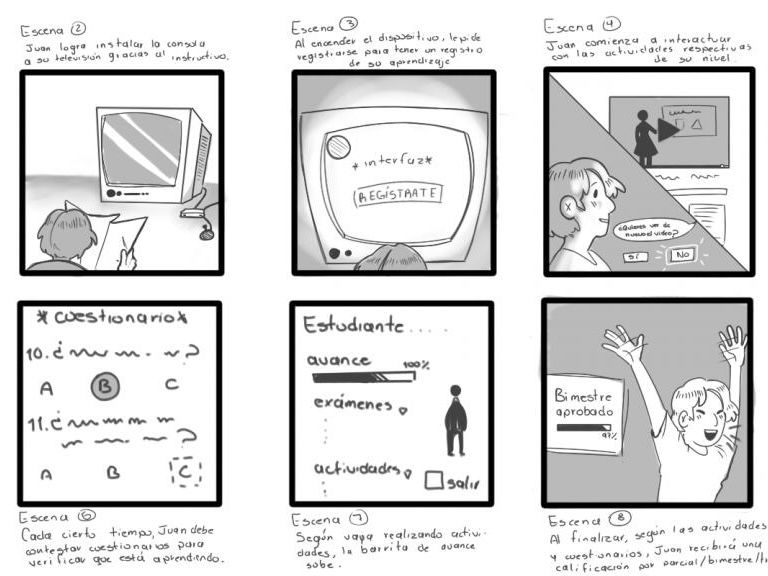 Escena ②
Juan logra instalar la consola
a su televisión gracias al instructivo.
Escena ③
Al encender el dispositivo, le pide
registrarse para tener un registro
de su aprendizaje
*interfaz*
REGÍSTRATE
Escena ④
Juan comienza a interactuar
con las actividades respectivas
de su nivel.
¿Quieres ver de
nuevo el video?
SÍ
NO
*cuestionario*
10. ¿
?
A
B
C
11. ¿
?
A
B
C
Escena ⑥
Cada cierto tiempo, Juan debe
contestar cuestionarios para
verificar que está aprendiendo.
Estudiante....
avance
100%
exámenes
actividades
salir
Escena ⑦
Según vaya realizando activi-
dades, la barrita de avance
sube.
Bimestre
aprobado
97%
Escena ⑧
Al finalizar, según las actividades
y cuestionarios, Juan recibirá una
calificación por parcial/bimestre/